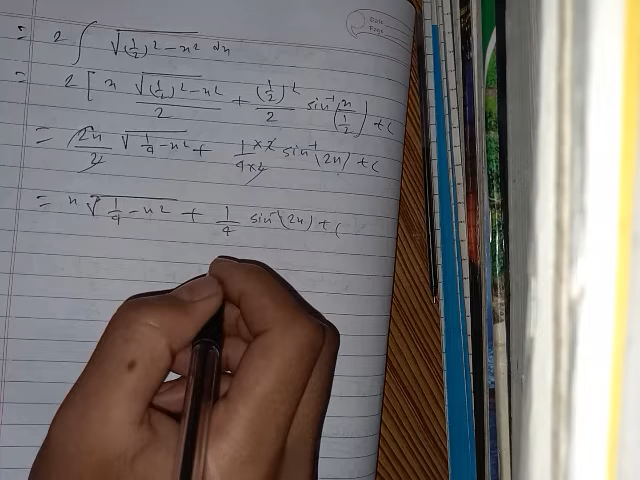 Date
Page
= 2 ∫ √((1/2)² - x²) dx
= 2 [ x √((1/2)² - x²)/2 + (1/2)²/2 sin⁻¹(x/(1/2)) ] + c
= 2x/2 √(1/4 - x²) + 1×2/4×2 sin⁻¹(2x) + c
= x √(1/4 - x²) + 1/4 sin⁻¹(2x) + c